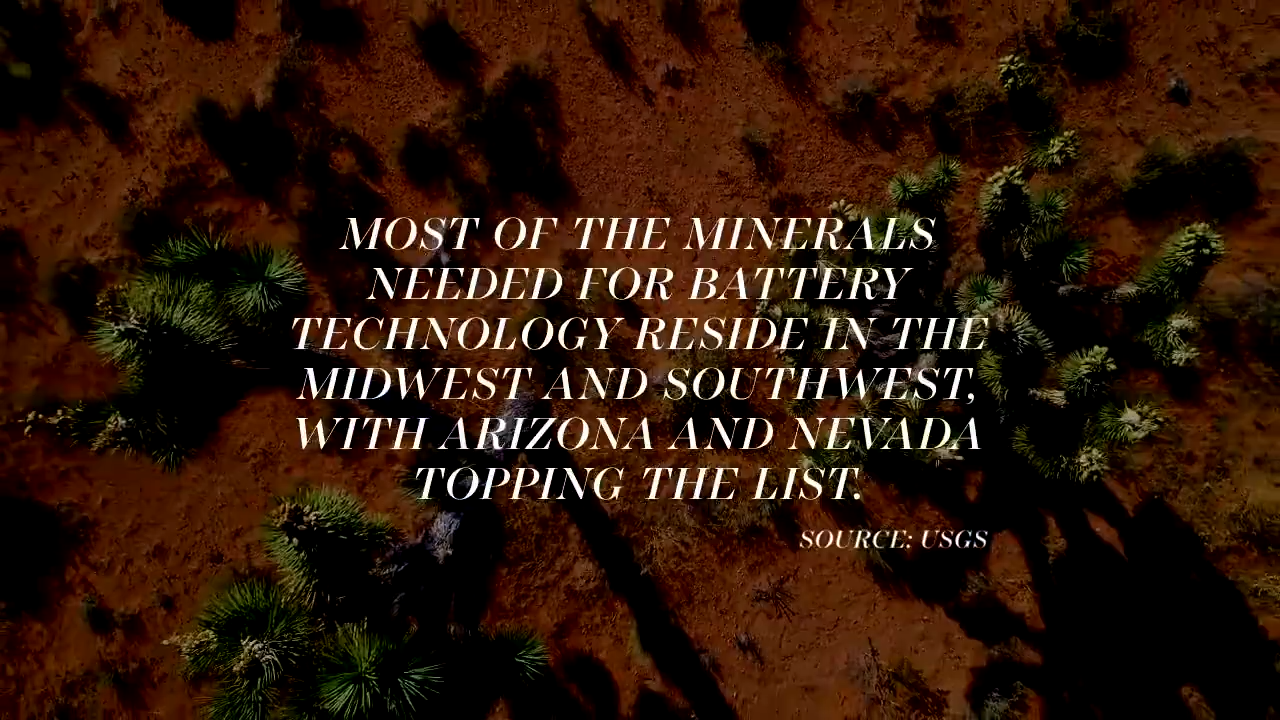 MOST OF THE MINERALS
NEEDED FOR BATTERY
TECHNOLOGY RESIDE IN THE
MIDWEST AND SOUTHWEST,
WITH ARIZONA AND NEVADA
TOPPING THE LIST.
SOURCE: USGS